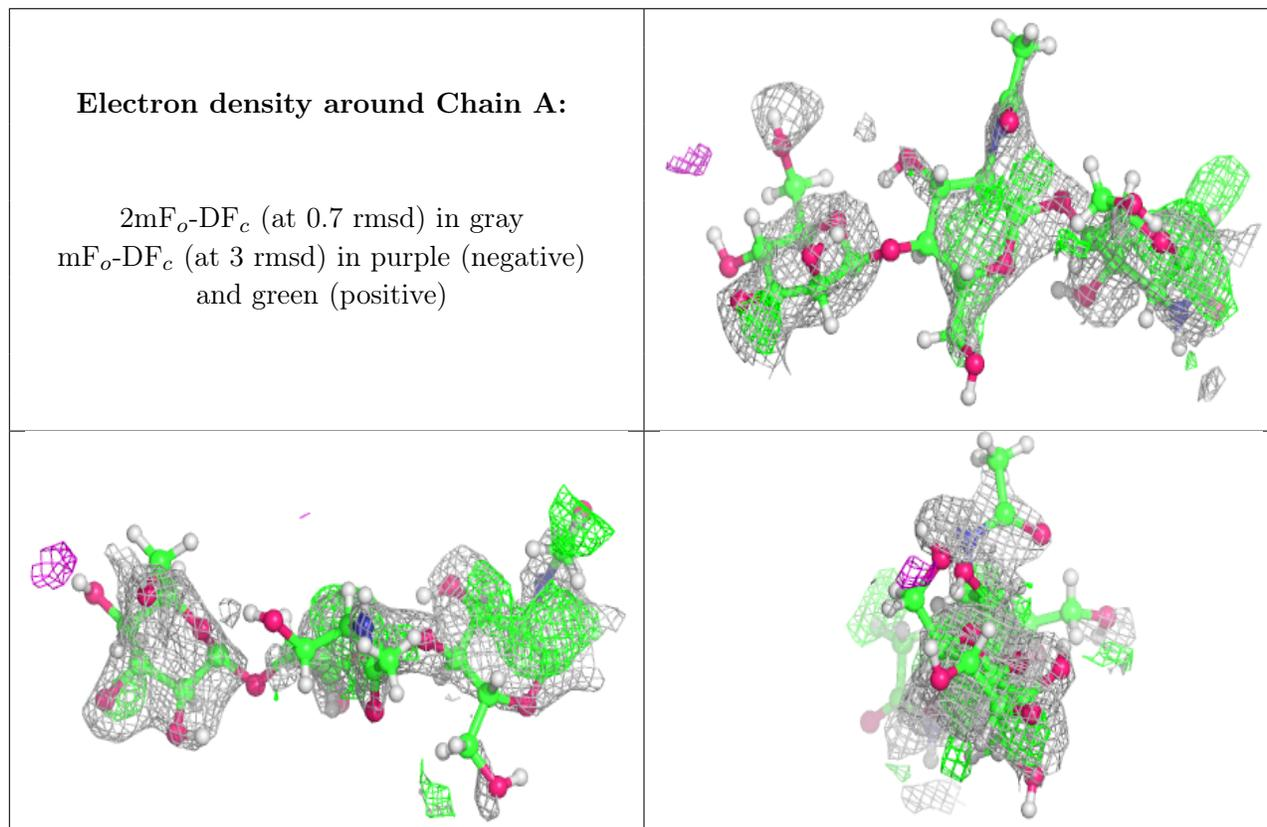 Electron density around Chain A:
2mFo-DFc (at 0.7 rmsd) in gray
mFo-DFc (at 3 rmsd) in purple (negative)
and green (positive)